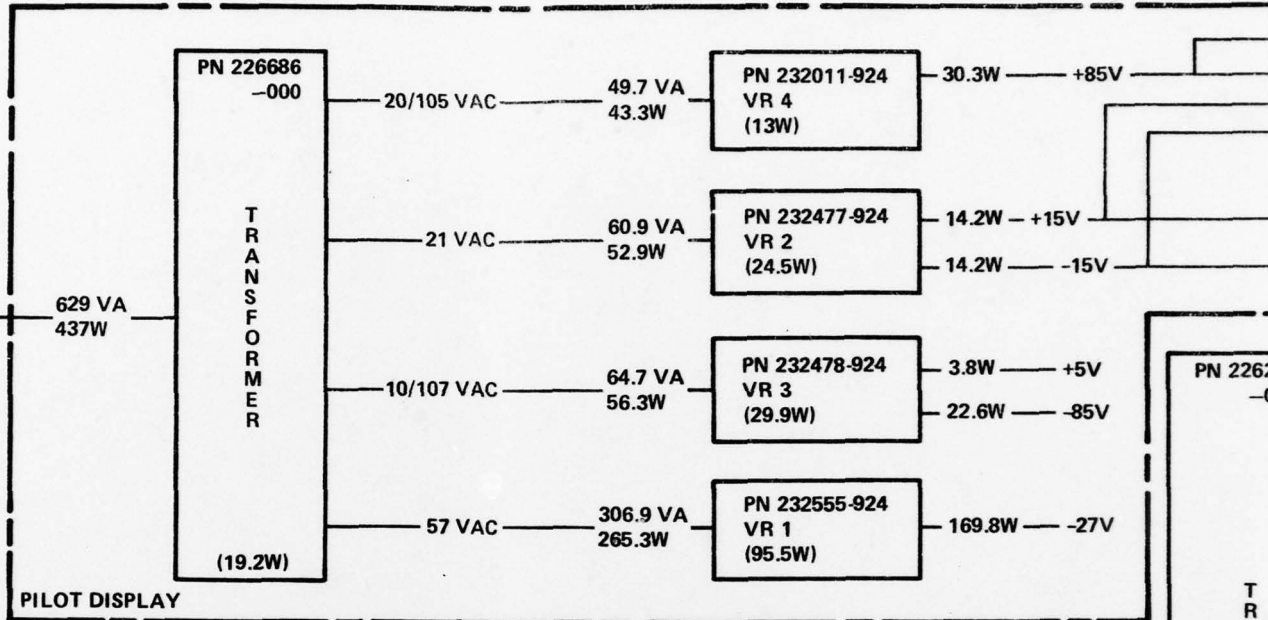 PN 226686
-000
TRANSFORMER
(19.2W)
629 VA
437W
20/105 VAC
49.7 VA
43.3W
PN 232011-924
VR 4
(13W)
30.3W
+85V
21 VAC
60.9 VA
52.9W
PN 232477-924
VR 2
(24.5W)
14.2W
+15V
14.2W
-15V
10/107 VAC
64.7 VA
56.3W
PN 232478-924
VR 3
(29.9W)
3.8W
+5V
22.6W
-85V
57 VAC
306.9 VA
265.3W
PN 232555-924
VR 1
(95.5W)
169.8W
-27V
PILOT DISPLAY
PN 2262
T
R